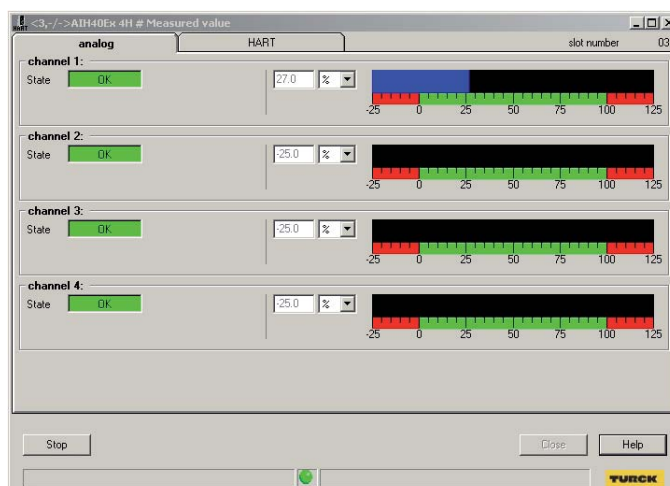 HART <3,-/->AIH40Ex 4H # Measured value
analog HART slot number 03
channel 1:
State OK 27.0 %
-25 0 25 50 75 100 125
channel 2:
State OK -25.0 %
-25 0 25 50 75 100 125
channel 3:
State OK -25.0 %
-25 0 25 50 75 100 125
channel 4:
State OK -25.0 %
-25 0 25 50 75 100 125
Stop Close Help
TURCK